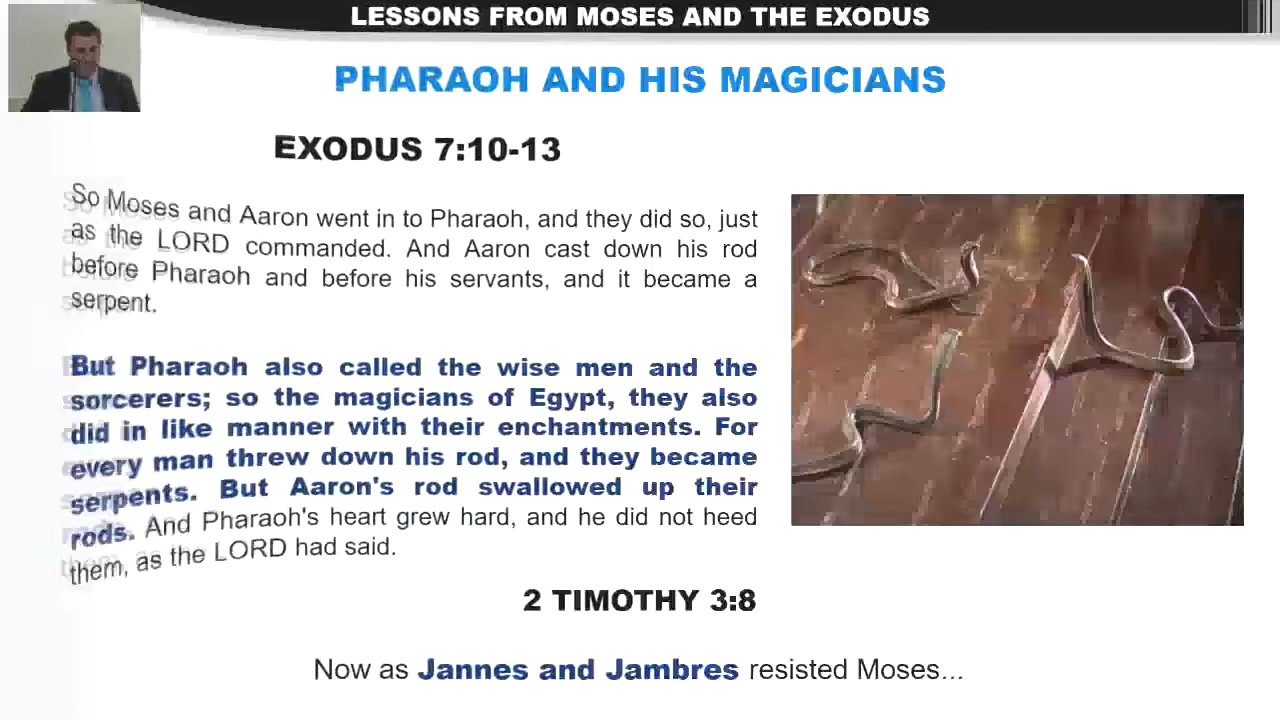 LESSONS FROM MOSES AND THE EXODUS
PHARAOH AND HIS MAGICIANS
EXODUS 7:10-13
So Moses and Aaron went in to Pharaoh, and they did so, just
as the LORD commanded. And Aaron cast down his rod
before Pharaoh and before his servants, and it became a
serpent.
But Pharaoh also called the wise men and the
sorcerers; so the magicians of Egypt, they also
did in like manner with their enchantments. For
every man threw down his rod, and they became
serpents. But Aaron's rod swallowed up their
rods. And Pharaoh's heart grew hard, and he did not heed
them, as the LORD had said.
2 TIMOTHY 3:8
Now as Jannes and Jambres resisted Moses...